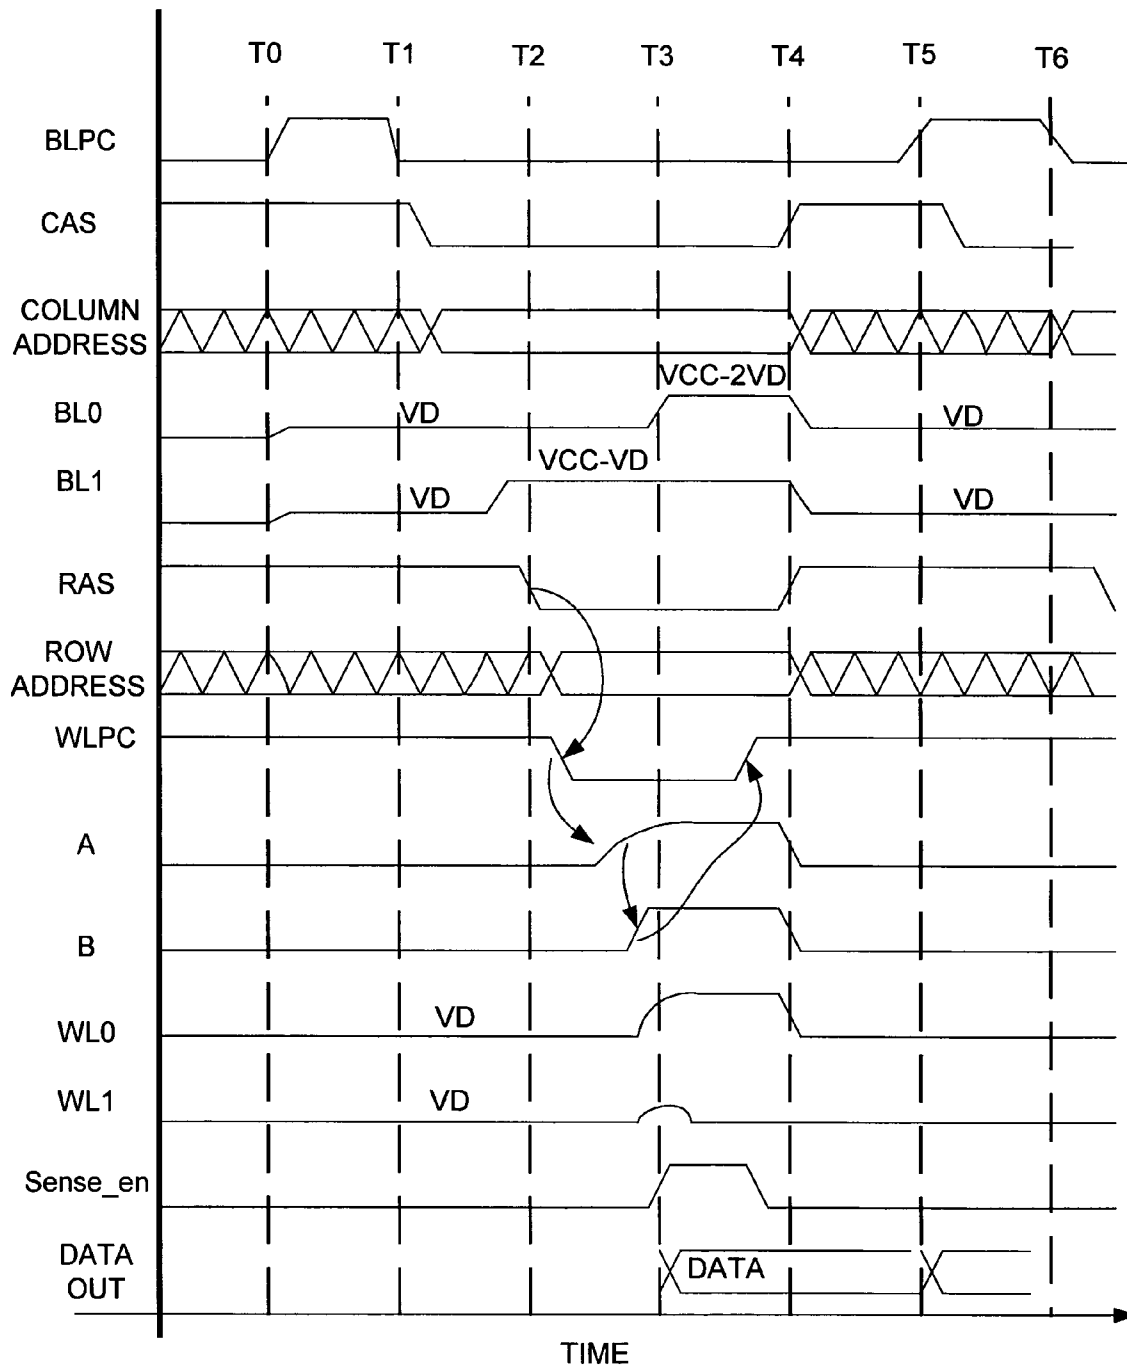 T0 T1 T2 T3 T4 T5 T6
BLPC
CAS
COLUMN
ADDRESS
VCC-2VD
BL0 VD VD
VCC-VD
BL1 VD VD
RAS
ROW
ADDRESS
WLPC
A
B
WL0 VD
WL1 VD
Sense_en
DATA
OUT
DATA
TIME